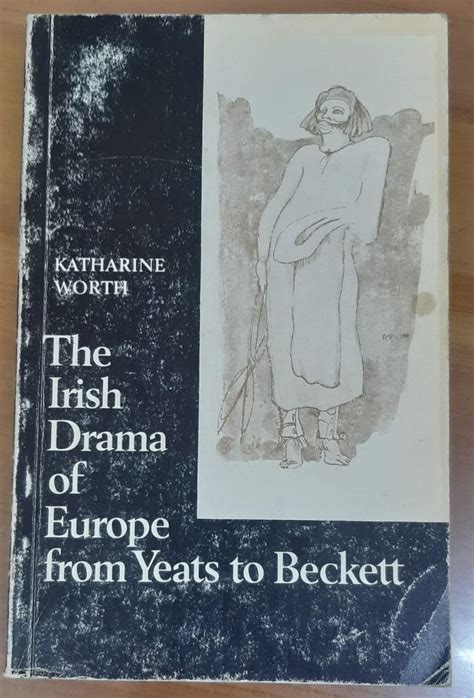 KATHARINE
WORTH
The
Irish
Drama
of
Europe
from Yeats to Beckett